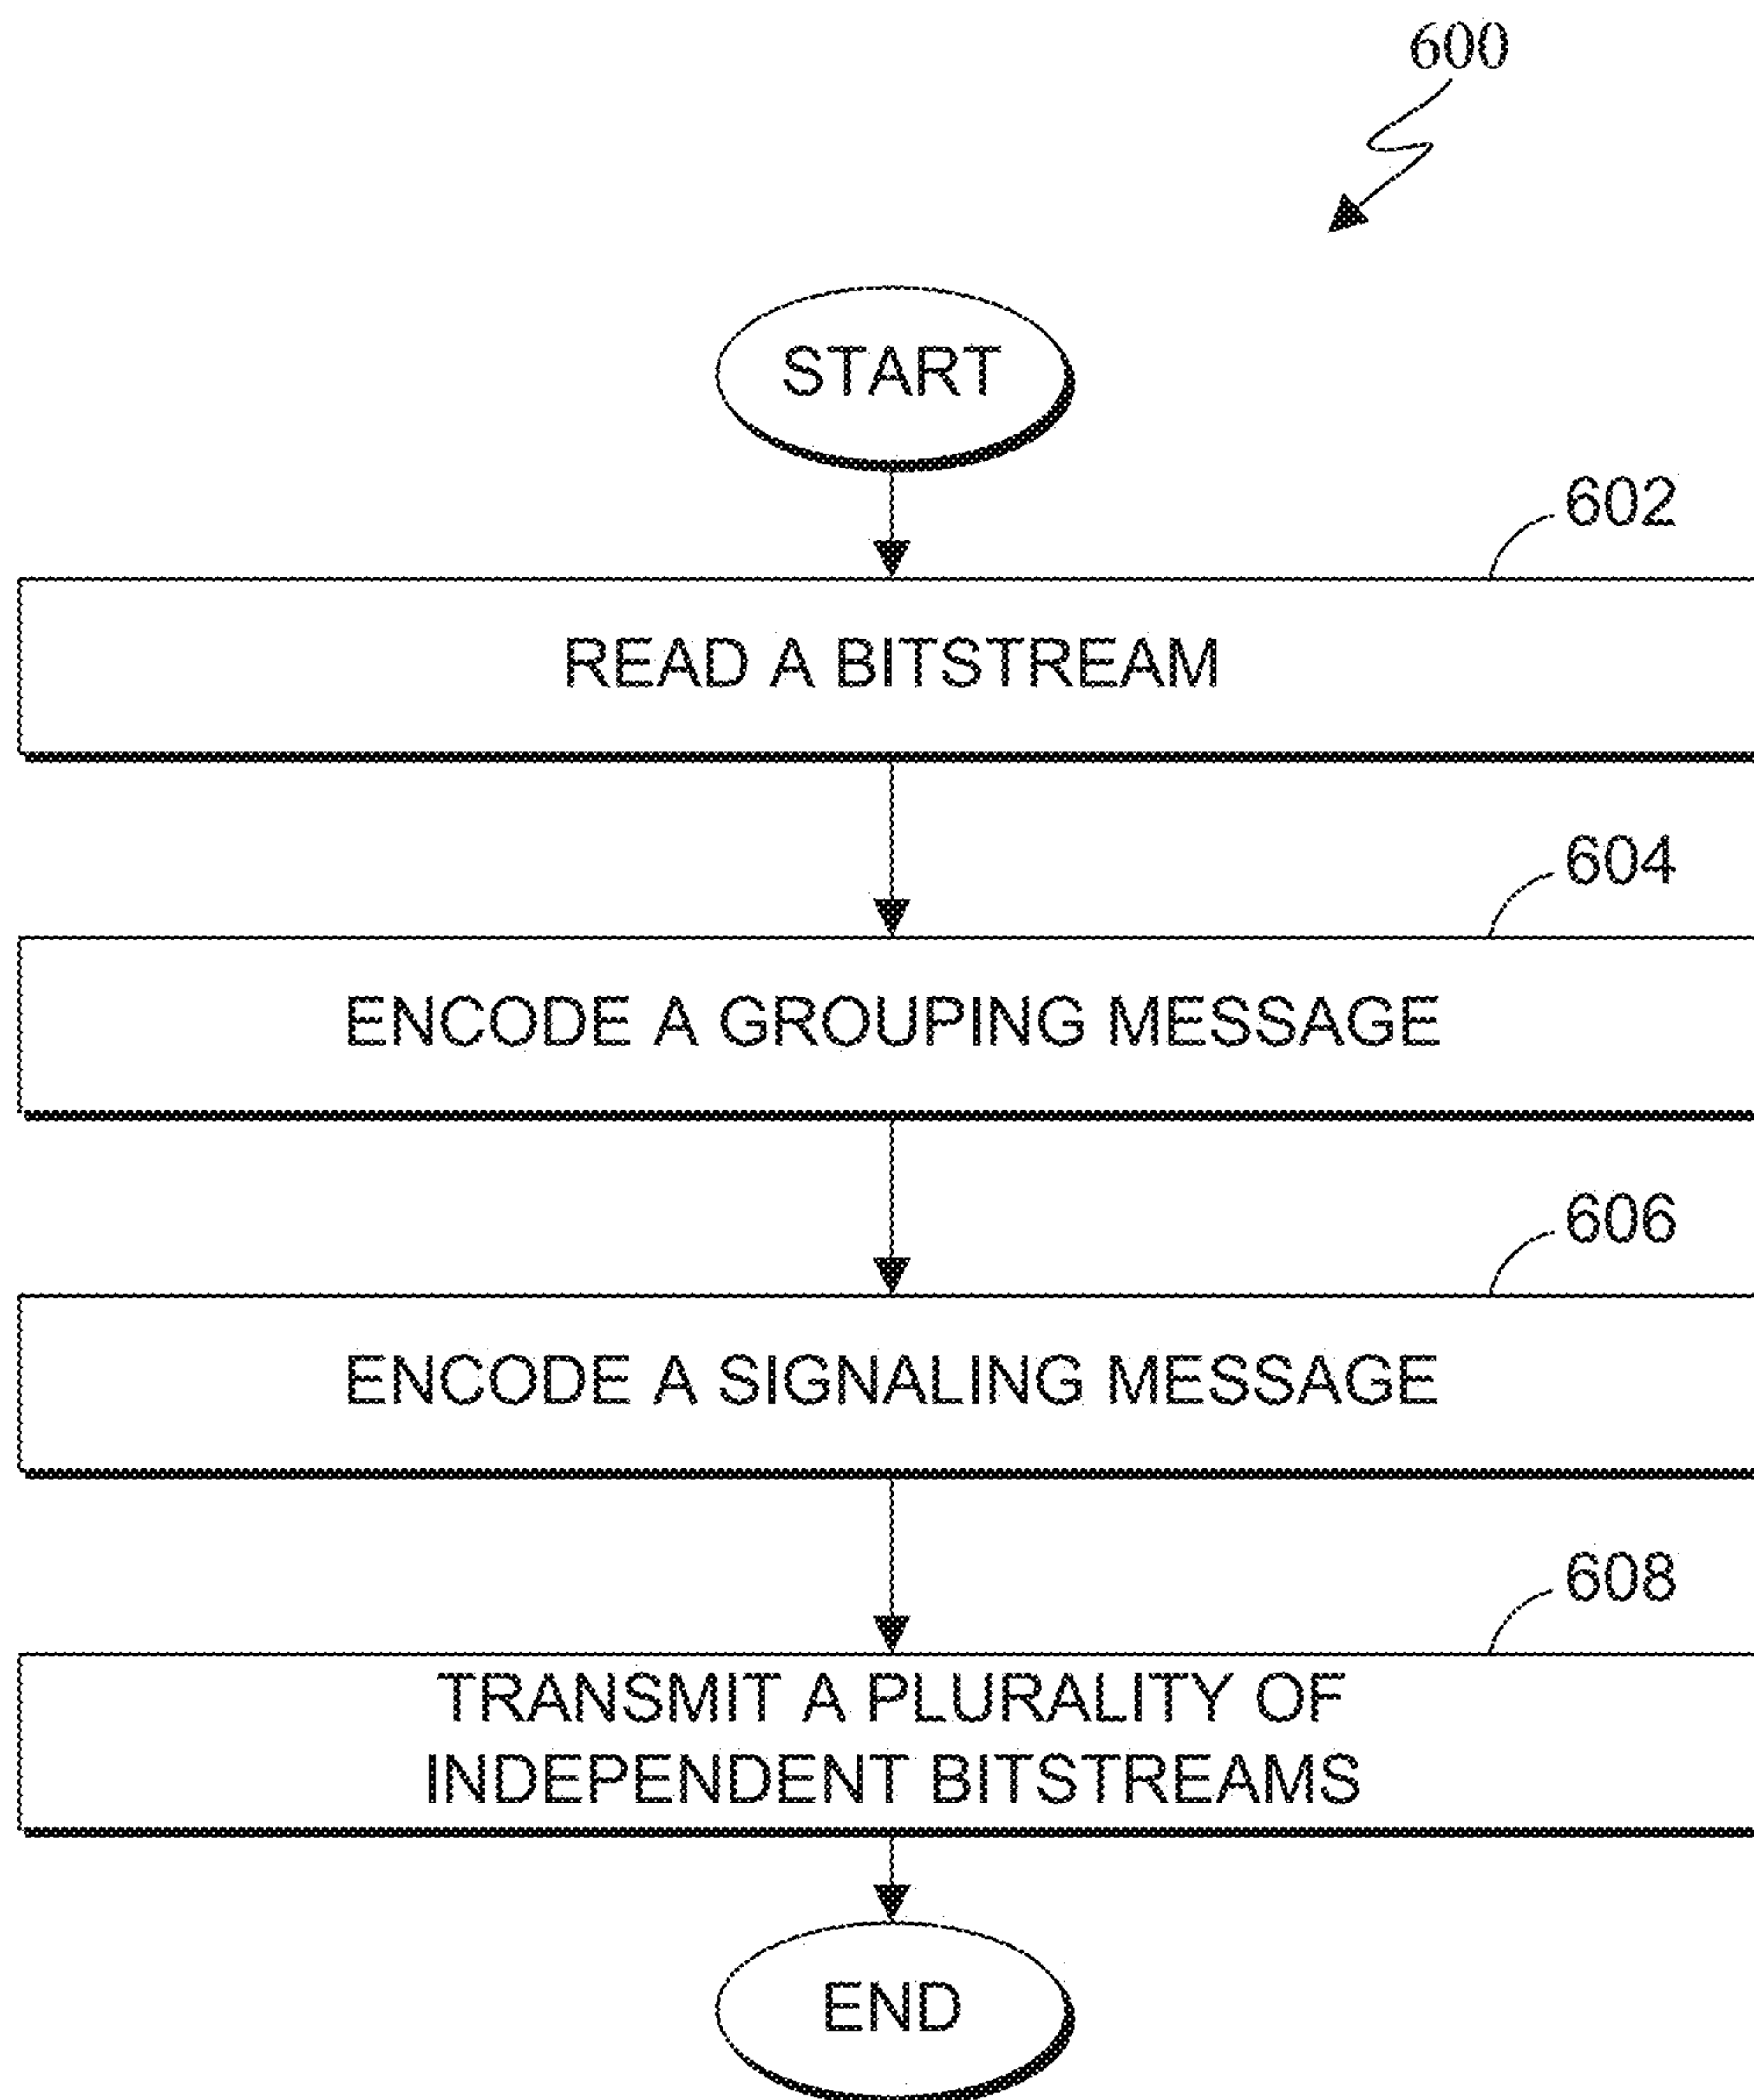 600
START
602
READ A BITSTREAM
604
ENCODE A GROUPING MESSAGE
606
ENCODE A SIGNALING MESSAGE
608
TRANSMIT A PLURALITY OF
INDEPENDENT BITSTREAMS
END